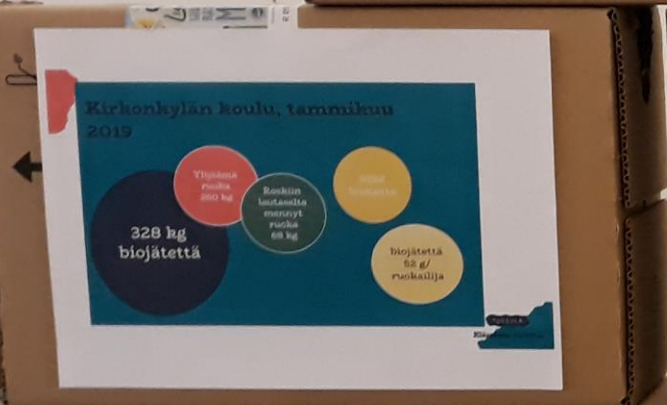 Kirkonkylän koulu, tammikuu
2019
328 kg
biojätettä
Ylijäämä
ruoka
260 kg
Roskiin
lautaselta
mennyt
ruoka
68 kg
biojätettä
52 g/
ruokailija